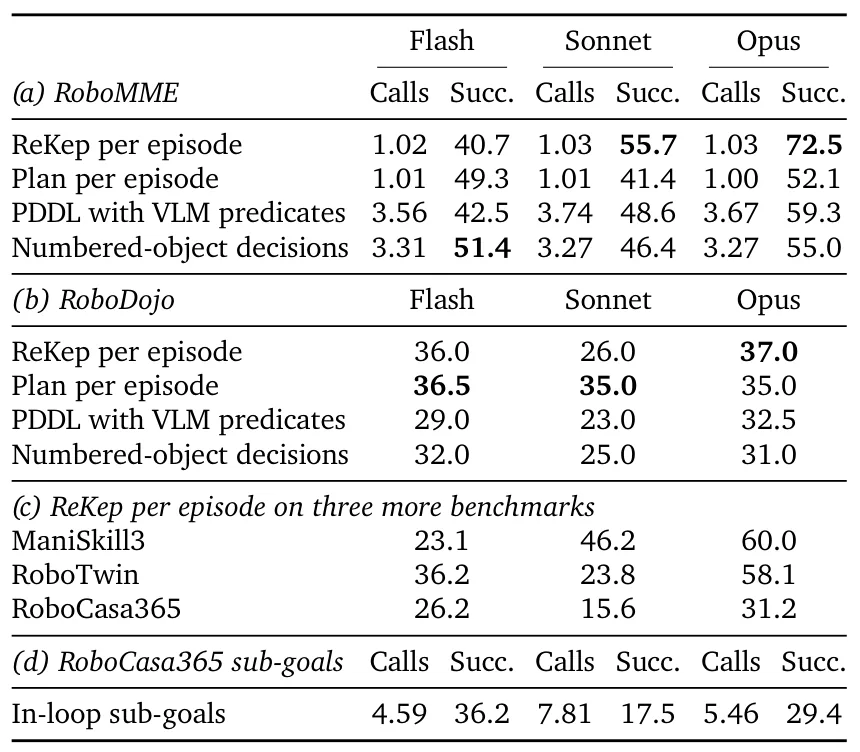 Flash Sonnet Opus
(a) RoboMME Calls Succ. Calls Succ. Calls Succ.
ReKep per episode 1.02 40.7 1.03 55.7 1.03 72.5
Plan per episode 1.01 49.3 1.01 41.4 1.00 52.1
PDDL with VLM predicates 3.56 42.5 3.74 48.6 3.67 59.3
Numbered-object decisions 3.31 51.4 3.27 46.4 3.27 55.0
(b) RoboDojo Flash Sonnet Opus
ReKep per episode 36.0 26.0 37.0
Plan per episode 36.5 35.0 35.0
PDDL with VLM predicates 29.0 23.0 32.5
Numbered-object decisions 32.0 25.0 31.0
(c) ReKep per episode on three more benchmarks
ManiSkill3 23.1 46.2 60.0
RoboTwin 36.2 23.8 58.1
RoboCasa365 26.2 15.6 31.2
(d) RoboCasa365 sub-goals Calls Succ. Calls Succ. Calls Succ.
In-loop sub-goals 4.59 36.2 7.81 17.5 5.46 29.4